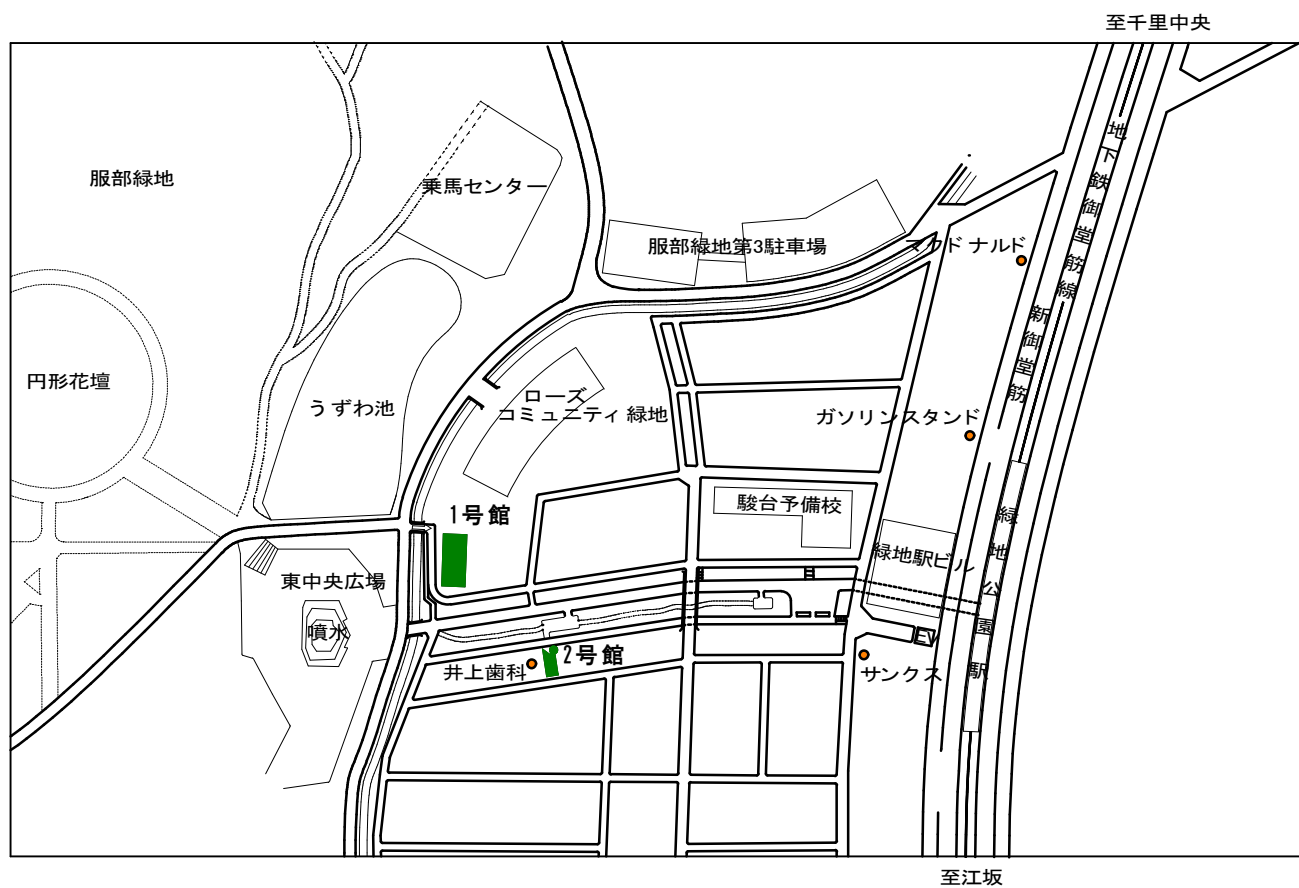 至千里中央
地下鉄御堂筋線
新御堂筋
服部緑地
乗馬センター
服部緑地第3駐車場
マクドナルド
円形花壇
うずわ池
ローズ
コミュニティ緑地
ガソリンスタンド
1号館
駿台予備校
緑地公園駅
緑地駅ビル
東中央広場
噴水
2号館
井上歯科
EV
サンクス
至江坂